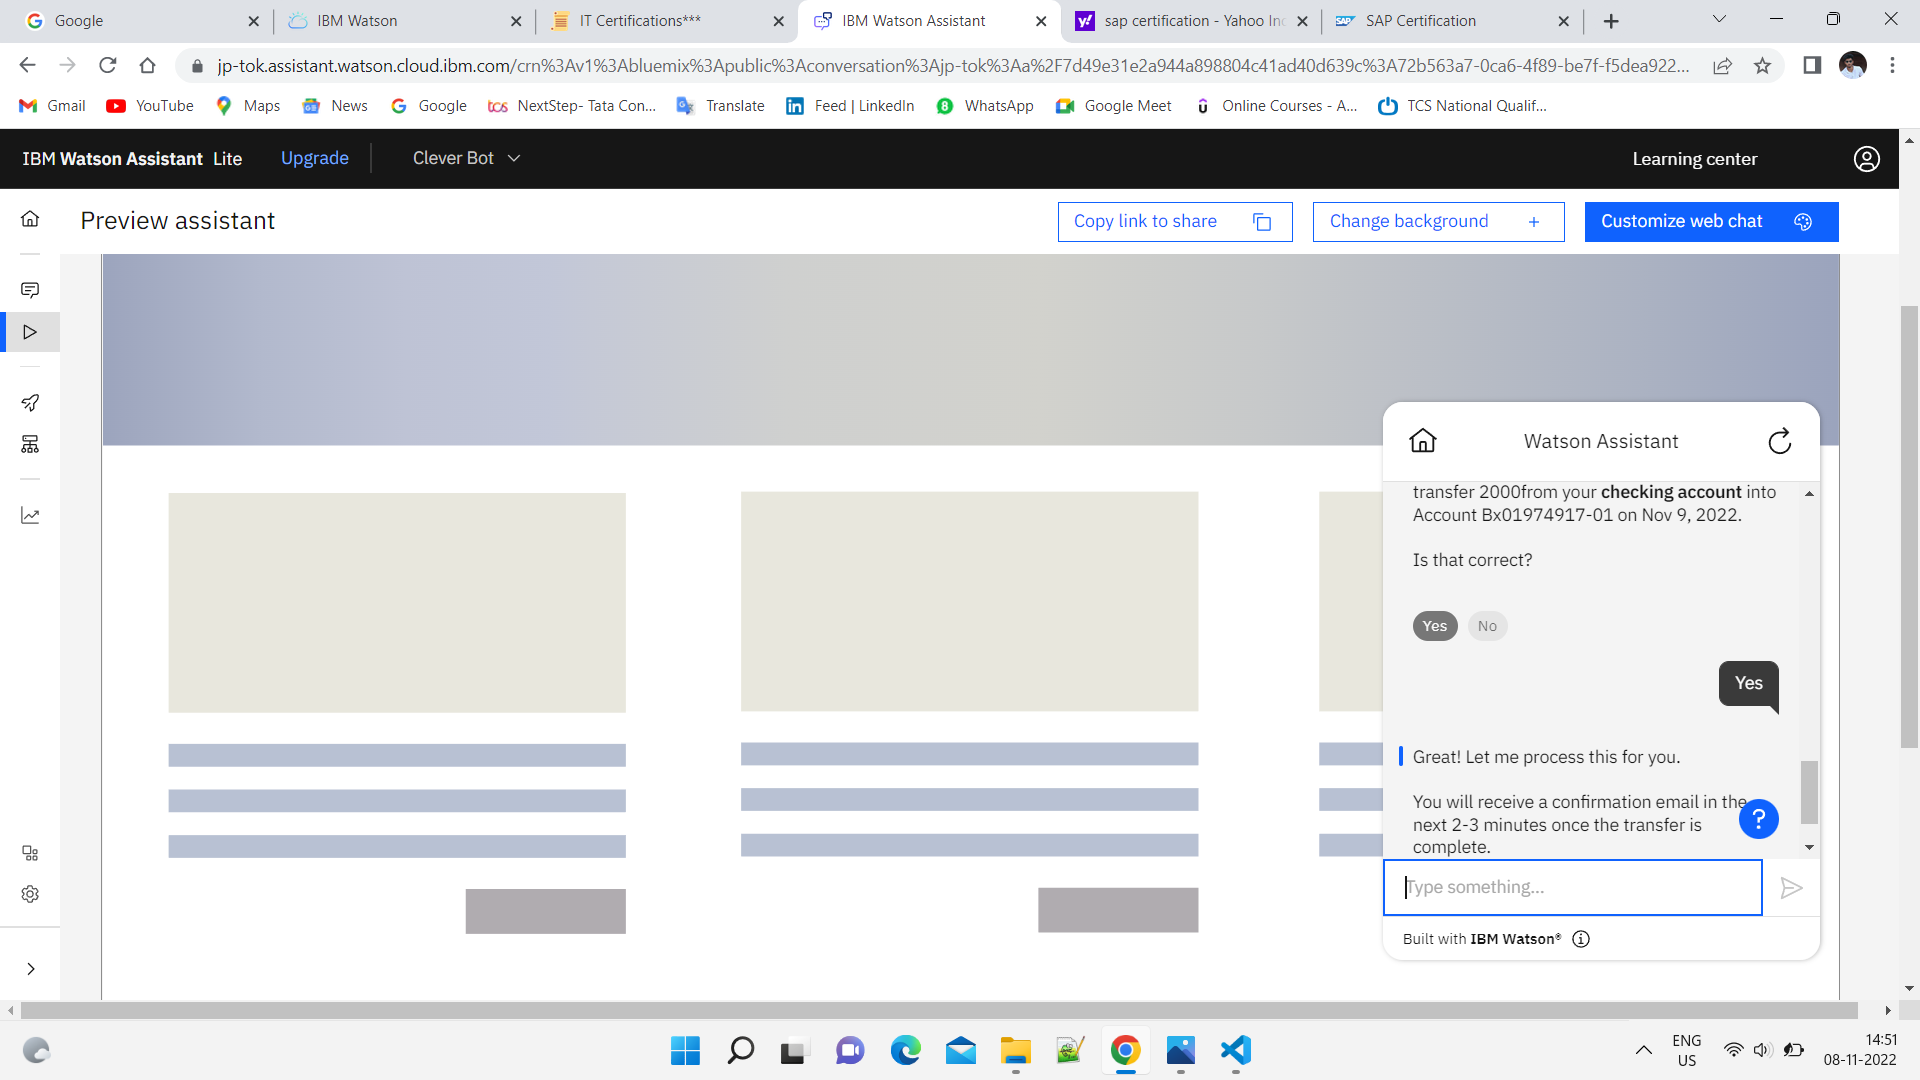 Google
IBM Watson
IT Certifications***
IBM Watson Assistant
sap certification - Yahoo Inc
SAP Certification
jp-tok.assistant.watson.cloud.ibm.com/crn%3Av1%3Abluemix%3Apublic%3Aconversation%3Ajp-tok%3Aa%2F7d49e31e2a944a898804c41ad40d639c%3A72b563a7-0ca6-4f89-be7f-f5dea922...
Gmail
YouTube
Maps
News
Google
tcs NextStep- Tata Con...
Translate
Feed | LinkedIn
8 WhatsApp
Google Meet
Online Courses - A...
TCS National Qualif...
IBM Watson Assistant Lite
Upgrade
Clever Bot
Learning center
Preview assistant
Copy link to share
Change background +
Customize web chat
Watson Assistant
transfer 2000from your checking account into
Account Bx01974917-01 on Nov 9, 2022.
Is that correct?
Yes No
Yes
Great! Let me process this for you.
You will receive a confirmation email in the
next 2-3 minutes once the transfer is
complete.
?
Type something...
Built with IBM Watson®
ENG
US
14:51
08-11-2022